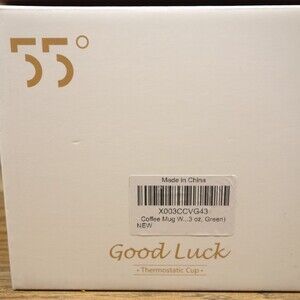 55°
Made in China
X003CCVG43
Coffee Mug W...3 oz, Green)
NEW
Good Luck
· Thermostatic Cup ·